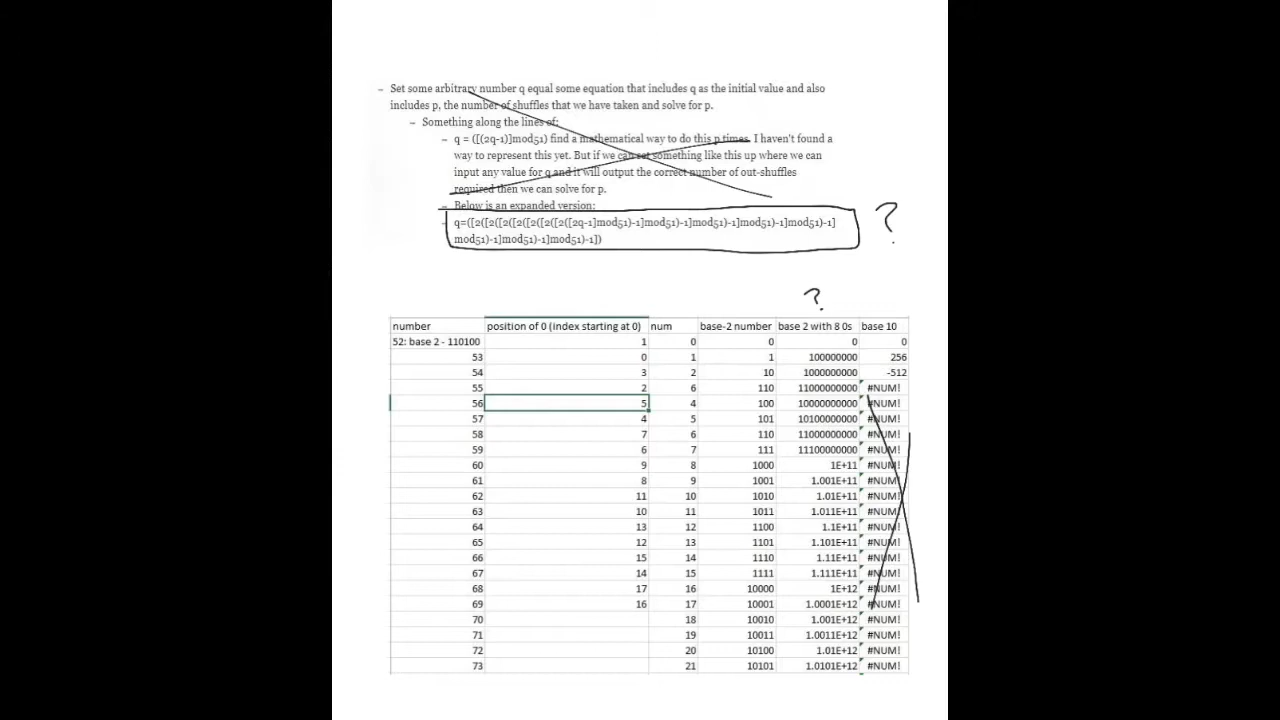 - Set some arbitrary number q equal some equation that includes q as the initial value and also
includes p, the number of shuffles that we have taken and solve for p.
- Something along the lines of:
- q = ([(2q-1)]mod51) find a mathematical way to do this p times. I haven't found a
way to represent this yet. But if we can set something like this up where we can
input any value for q and it will output the correct number of out-shuffles
required then we can solve for p.
- Below is an expanded version:
- q=([2([2([2([2([2([2([2([2q-1]mod51)-1]mod51)-1]mod51)-1]mod51)-1]mod51)-1]
mod51)-1]mod51)-1]mod51)-1])
?
?
number position of 0 (index starting at 0) num base-2 number base 2 with 8 0s base 10
52: base 2 - 110100 1 0 0 0 0
53 0 1 1 100000000 256
54 3 2 10 1000000000 -512
55 2 6 110 11000000000 #NUM!
56 5 4 100 10000000000 #NUM!
57 4 5 101 10100000000 #NUM!
58 7 6 110 11000000000 #NUM!
59 6 7 111 11100000000 #NUM!
60 9 8 1000 1E+11 #NUM!
61 8 9 1001 1.001E+11 #NUM!
62 11 10 1010 1.01E+11 #NUM!
63 10 11 1011 1.011E+11 #NUM!
64 13 12 1100 1.1E+11 #NUM!
65 12 13 1101 1.101E+11 #NUM!
66 15 14 1110 1.11E+11 #NUM!
67 14 15 1111 1.111E+11 #NUM!
68 17 16 10000 1E+12 #NUM!
69 16 17 10001 1.0001E+12 #NUM!
70 18 10010 1.001E+12 #NUM!
71 19 10011 1.0011E+12 #NUM!
72 20 10100 1.01E+12 #NUM!
73 21 10101 1.0101E+12 #NUM!